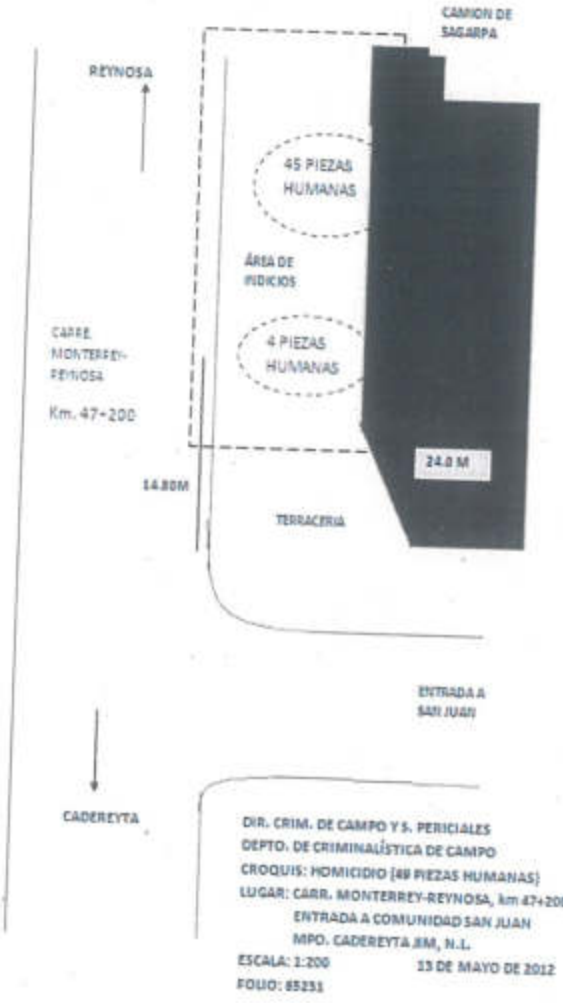 CAMION DE
SAGARPA
REYNOSA
45 PIEZAS
HUMANAS
ÁREA DE
INDICIOS
4 PIEZAS
HUMANAS
CARRE.
MONTERREY-
REYNOSA
Km. 47+200
24.0 M
14.80M
TERRACERIA
ENTRADA A
SAN JUAN
CADEREYTA
DIR. CRIM. DE CAMPO Y S. PERICIALES
DEPTO. DE CRIMINALÍSTICA DE CAMPO
CROQUIS: HOMICIDIO (49 PIEZAS HUMANAS)
LUGAR: CARR. MONTERREY-REYNOSA, km 47+200
ENTRADA A COMUNIDAD SAN JUAN
MPO. CADEREYTA JIM, N.L.
ESCALA: 1:200 13 DE MAYO DE 2012
FOLIO: 85231